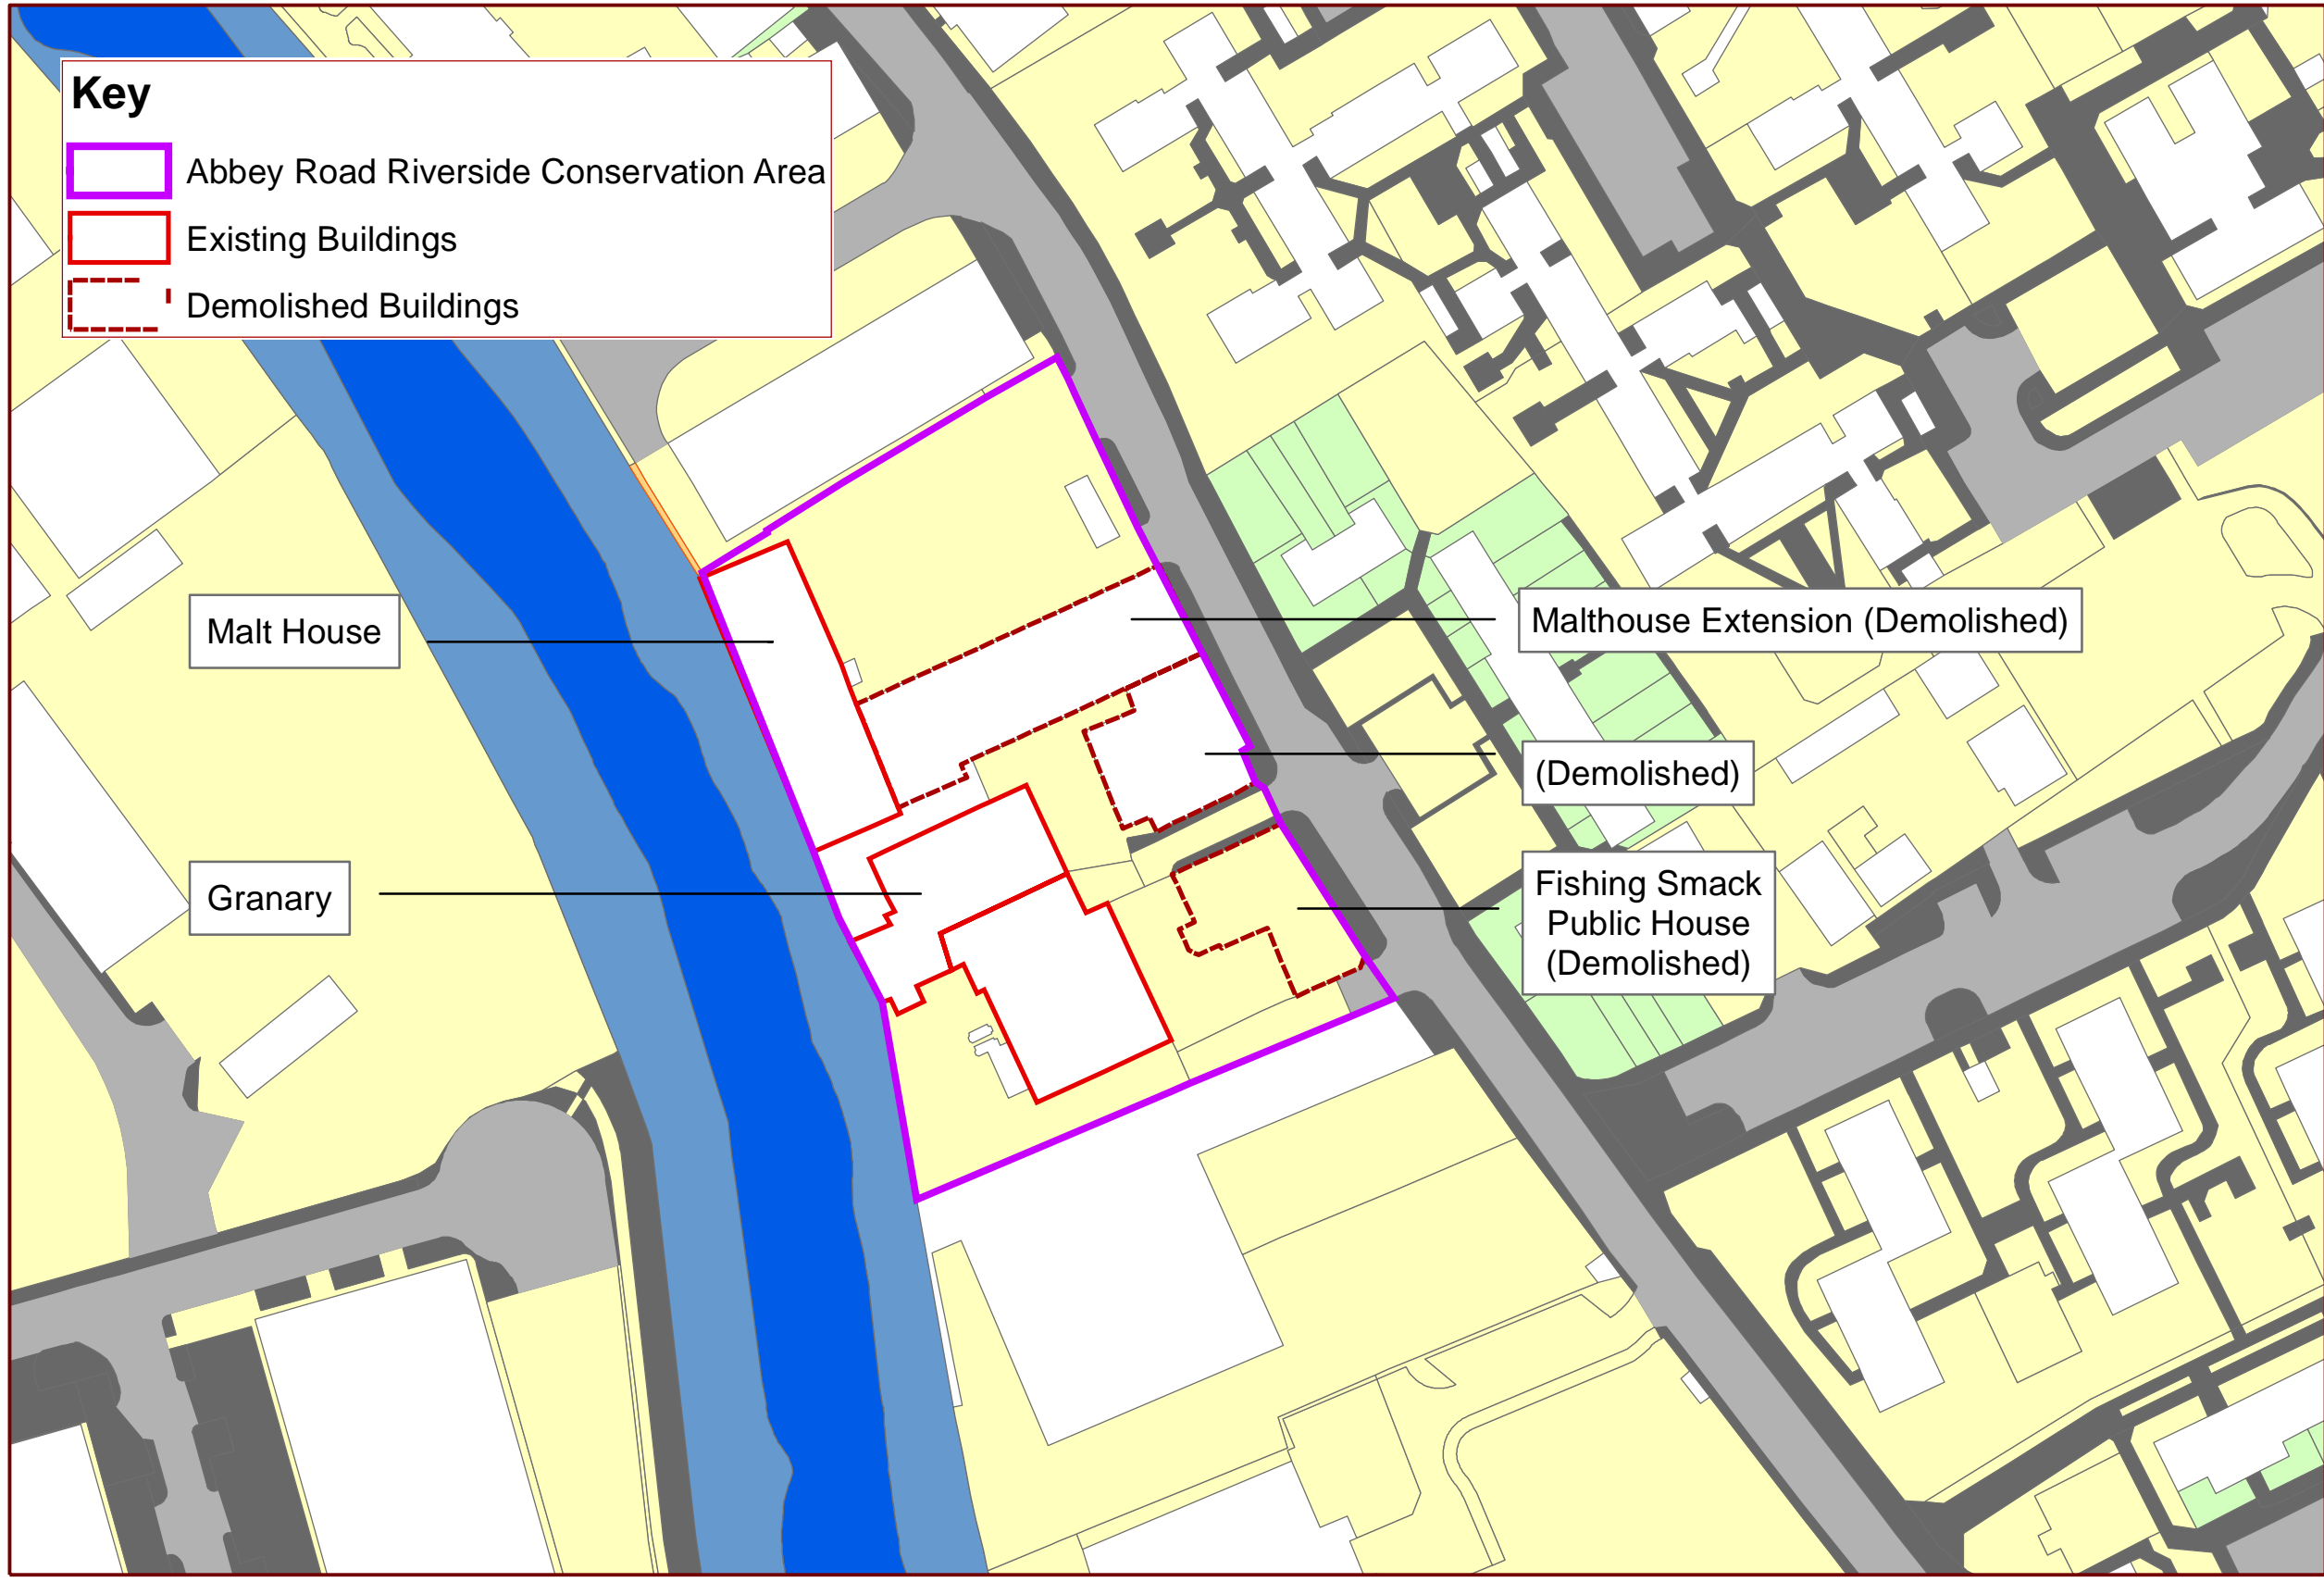 Key
Abbey Road Riverside Conservation Area
Existing Buildings
Demolished Buildings
Malt House
Malthouse Extension (Demolished)
(Demolished)
Granary
Fishing Smack
Public House
(Demolished)